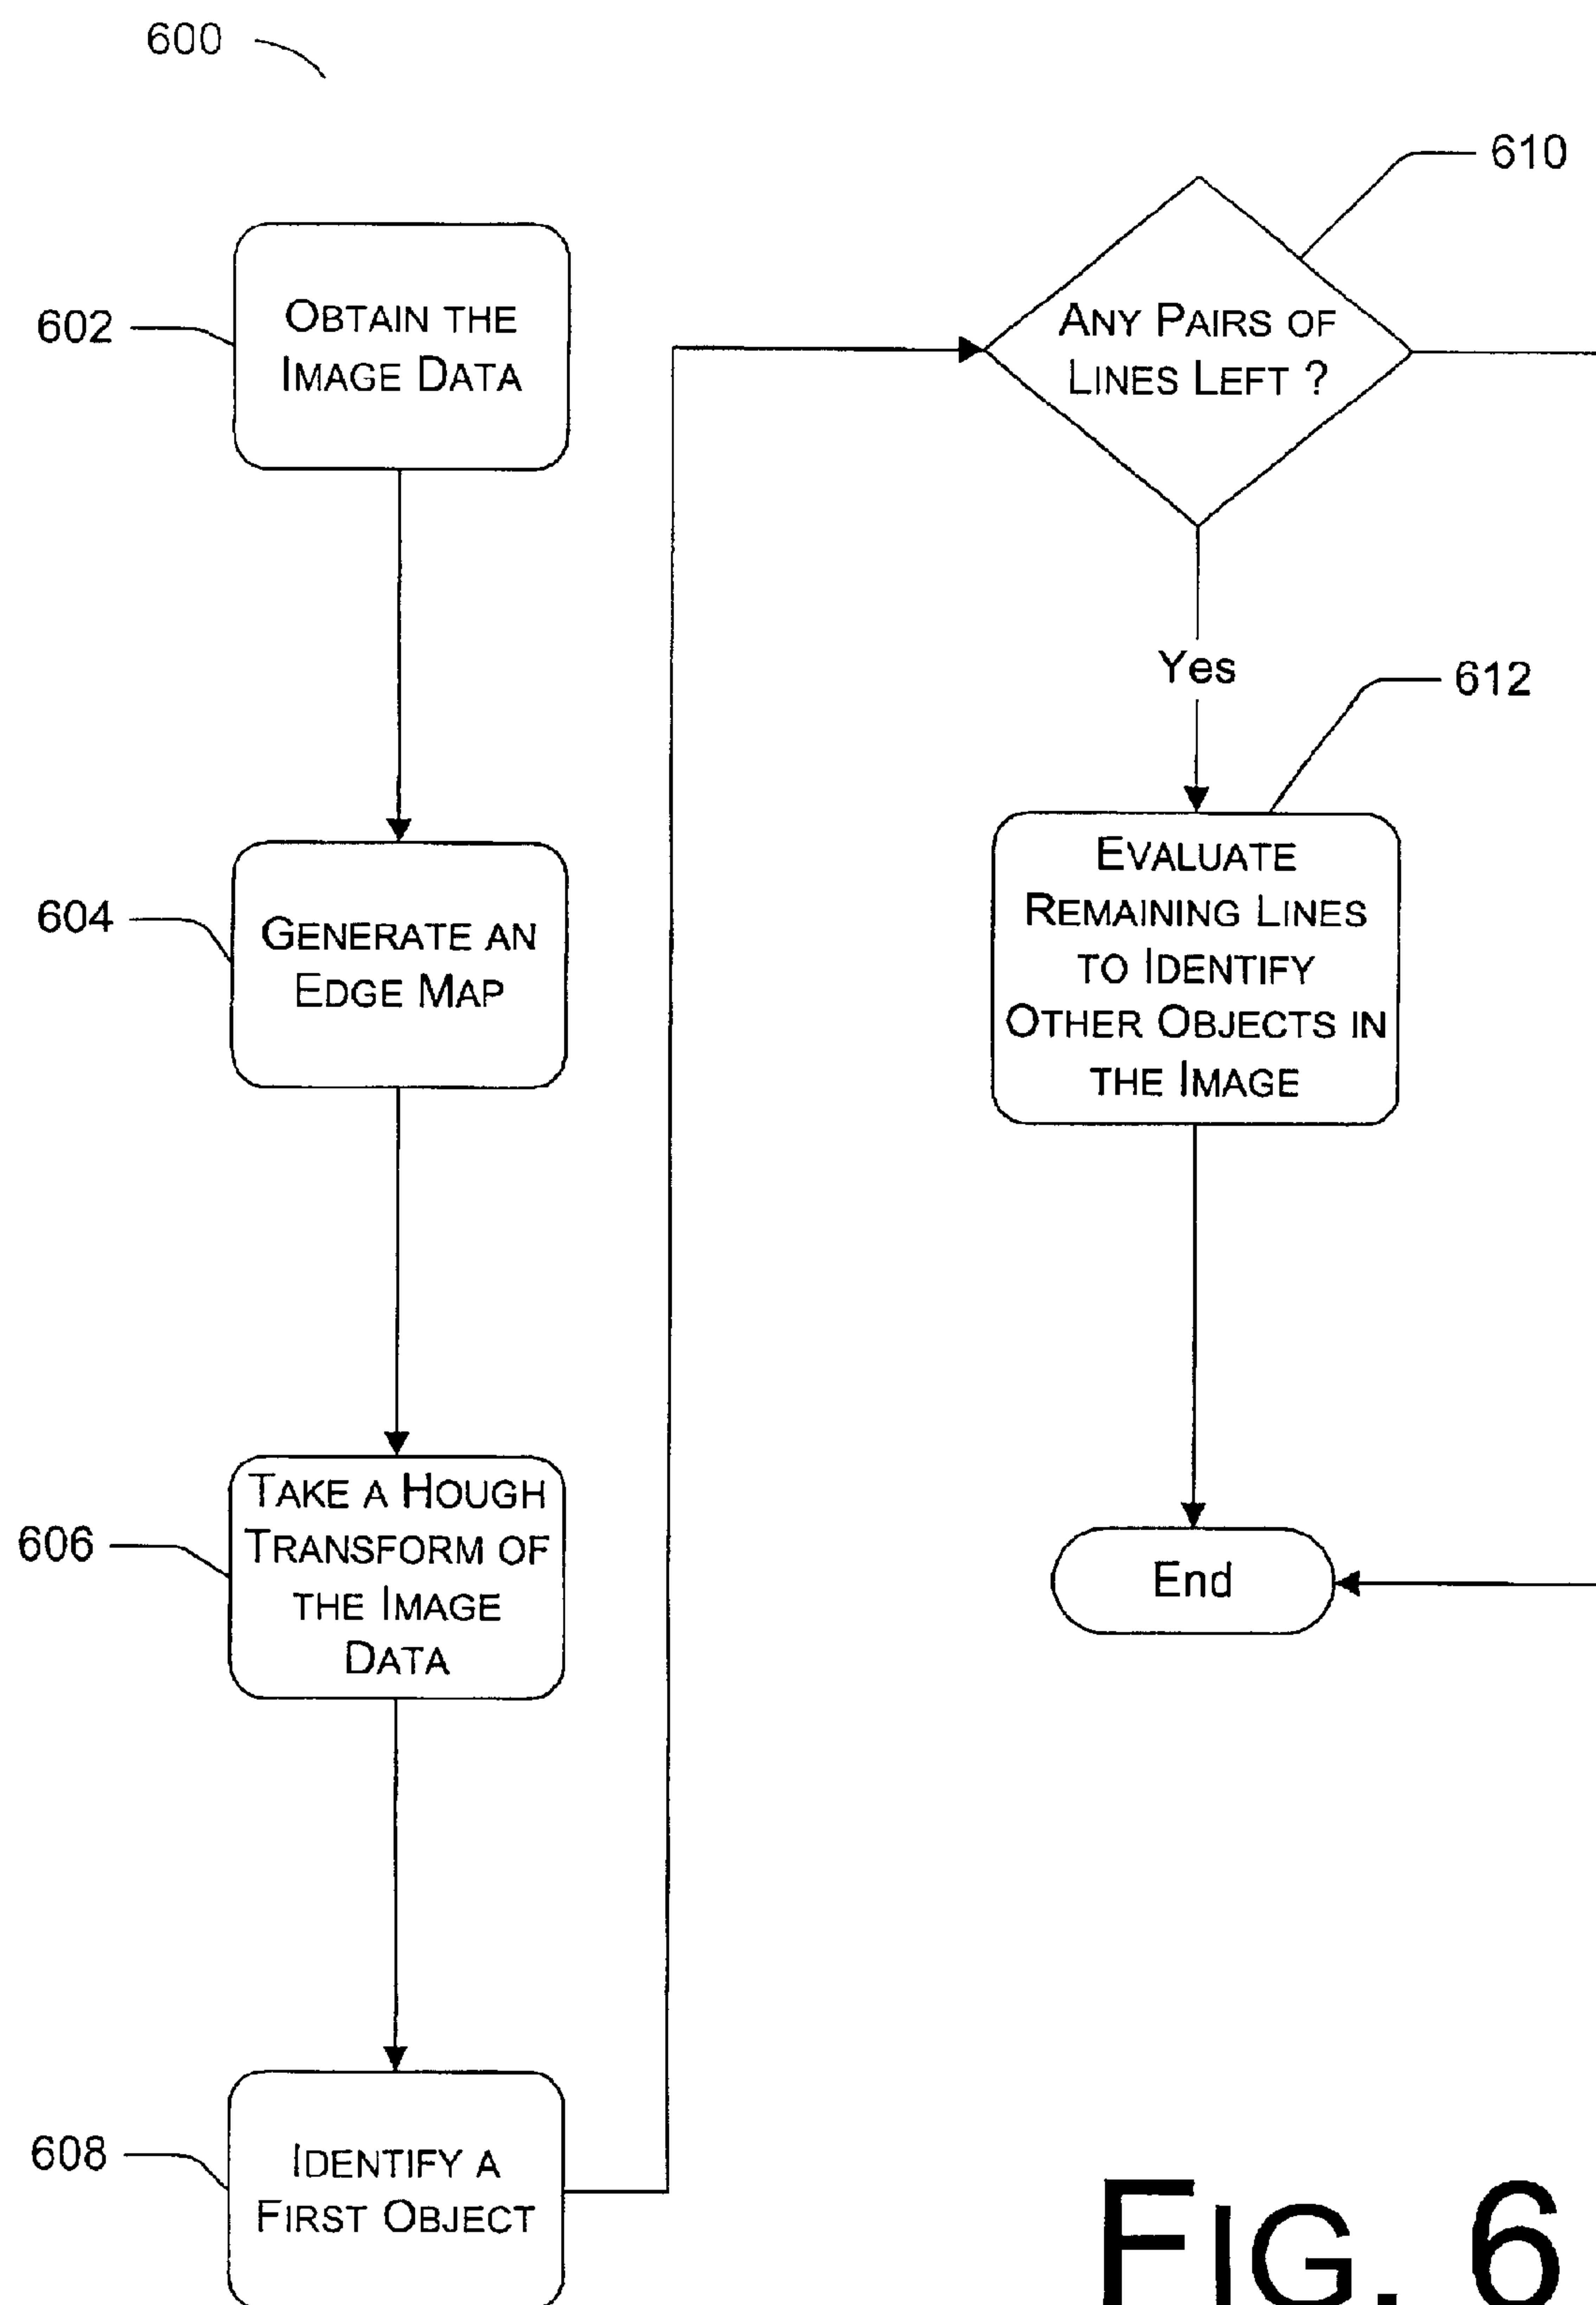 600
602
OBTAIN THE
IMAGE DATA
604
GENERATE AN
EDGE MAP
606
TAKE A HOUGH
TRANSFORM OF
THE IMAGE
DATA
608
IDENTIFY A
FIRST OBJECT
610
ANY PAIRS OF
LINES LEFT ?
Yes
612
EVALUATE
REMAINING LINES
TO IDENTIFY
OTHER OBJECTS IN
THE IMAGE
End
FIG. 6